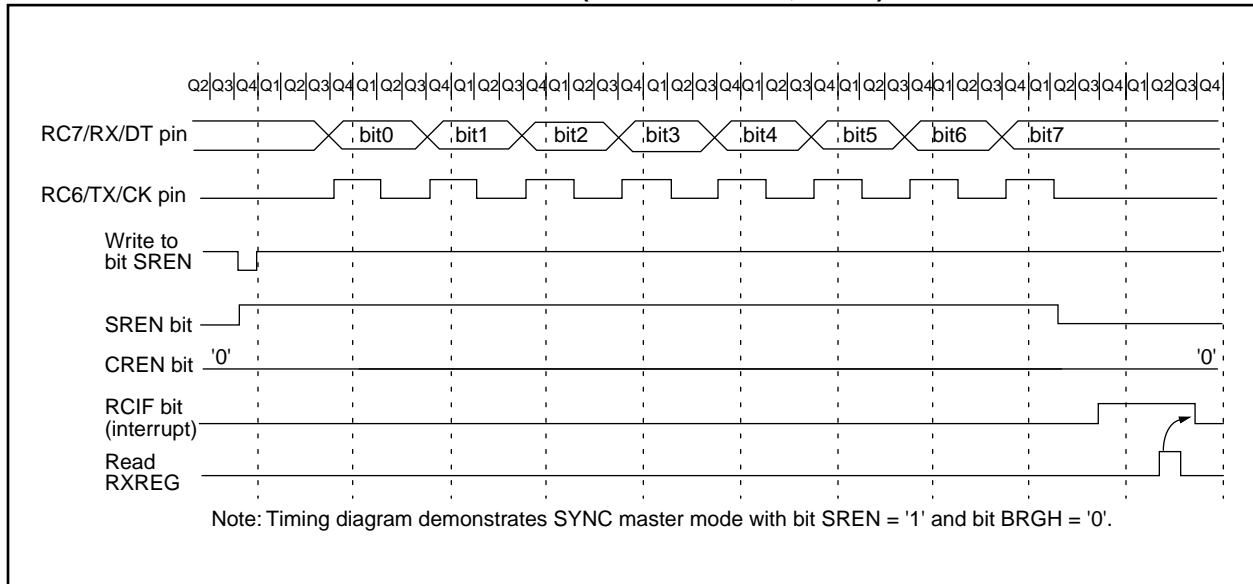 Q2 Q3 Q4 Q1 Q2 Q3 Q4 Q1 Q2 Q3 Q4 Q1 Q2 Q3 Q4 Q1 Q2 Q3 Q4 Q1 Q2 Q3 Q4 Q1 Q2 Q3 Q4 Q1 Q2 Q3 Q4 Q1 Q2 Q3 Q4 Q1 Q2 Q3 Q4 Q1 Q2 Q3 Q4
RC7/RX/DT pin bit0 bit1 bit2 bit3 bit4 bit5 bit6 bit7
RC6/TX/CK pin
Write to
bit SREN
SREN bit
CREN bit '0' '0'
RCIF bit
(interrupt)
Read
RXREG
Note: Timing diagram demonstrates SYNC master mode with bit SREN = '1' and bit BRGH = '0'.